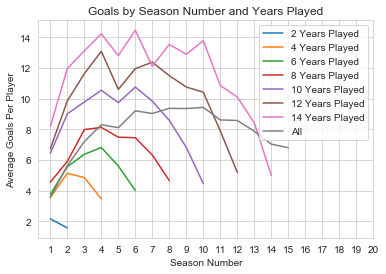 Goals by Season Number and Years Played
Average Goals Per Player
14
12
10
8
6
4
2
2 Years Played
4 Years Played
6 Years Played
8 Years Played
10 Years Played
12 Years Played
14 Years Played
All
1 2 3 4 5 6 7 8 9 10 11 12 13 14 15 16 17 18 19 20
Season Number